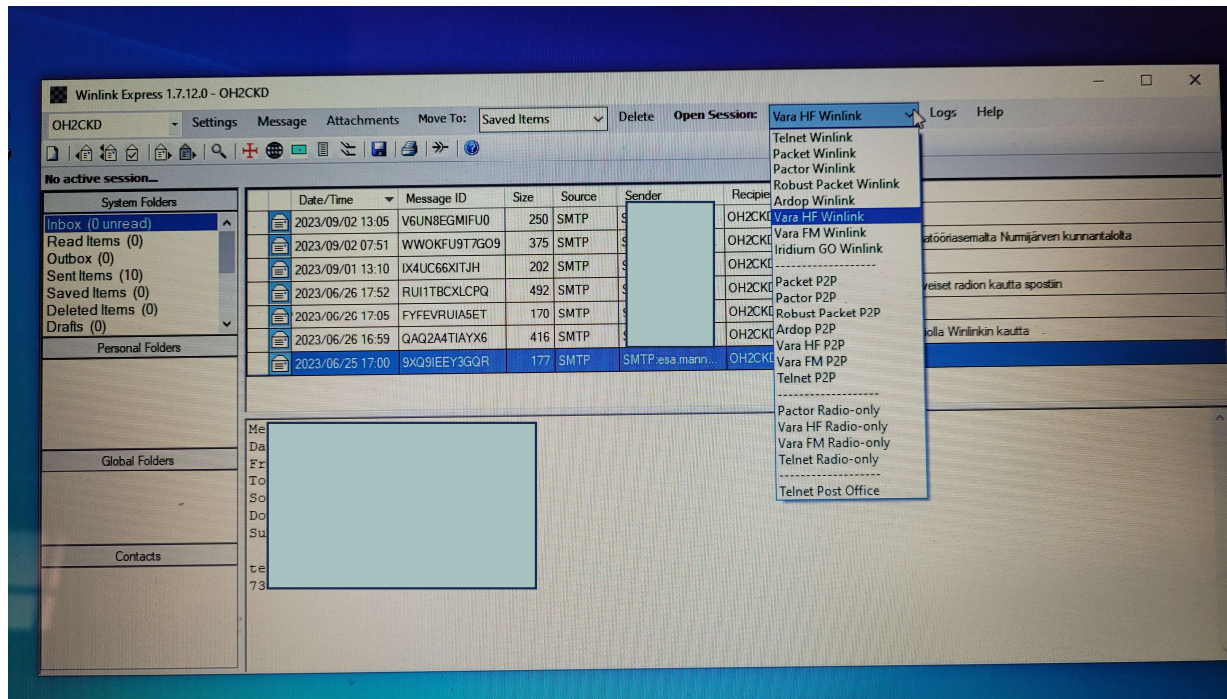 Winlink Express 1.7.12.0 - OH2CKD
OH2CKD Settings Message Attachments Move To: Saved Items Delete Open Session: Vara HF Winlink Logs Help
No active session...
System Folders
Inbox (0 unread)
Read Items (0)
Outbox (0)
Sent Items (10)
Saved Items (0)
Deleted Items (0)
Drafts (0)
Personal Folders
Global Folders
Contacts
Date/Time Message ID Size Source Sender
2023/09/02 13:05 V6UN8EGMIFU0 250 SMTP
2023/09/02 07:51 WWOKFU9T7GO9 375 SMTP Nurmijärven kunnantalolta
2023/09/01 13:10 IX4UC66XITJH 202 SMTP
2023/06/26 17:52 RUI1TBCXLCPQ 492 SMTP radion kautta spostiin
2023/06/26 17:05 FYFEVRUIA5ET 170 SMTP
2023/06/26 16:59 QAQ2A4TIAYX6 416 SMTP Winlinkin kautta
2023/06/25 17:00 9XQ9IEEY3GQR 177 SMTP SMTP:esa.mann...
Telnet Winlink
Packet Winlink
Pactor Winlink
Robust Packet Winlink
Ardop Winlink
Vara HF Winlink
Vara FM Winlink
Iridium GO Winlink
--------------------
Packet P2P
Pactor P2P
Robust Packet P2P
Ardop P2P
Vara HF P2P
Vara FM P2P
Telnet P2P
--------------------
Pactor Radio-only
Vara HF Radio-only
Vara FM Radio-only
Telnet Radio-only
--------------------
Telnet Post Office
73